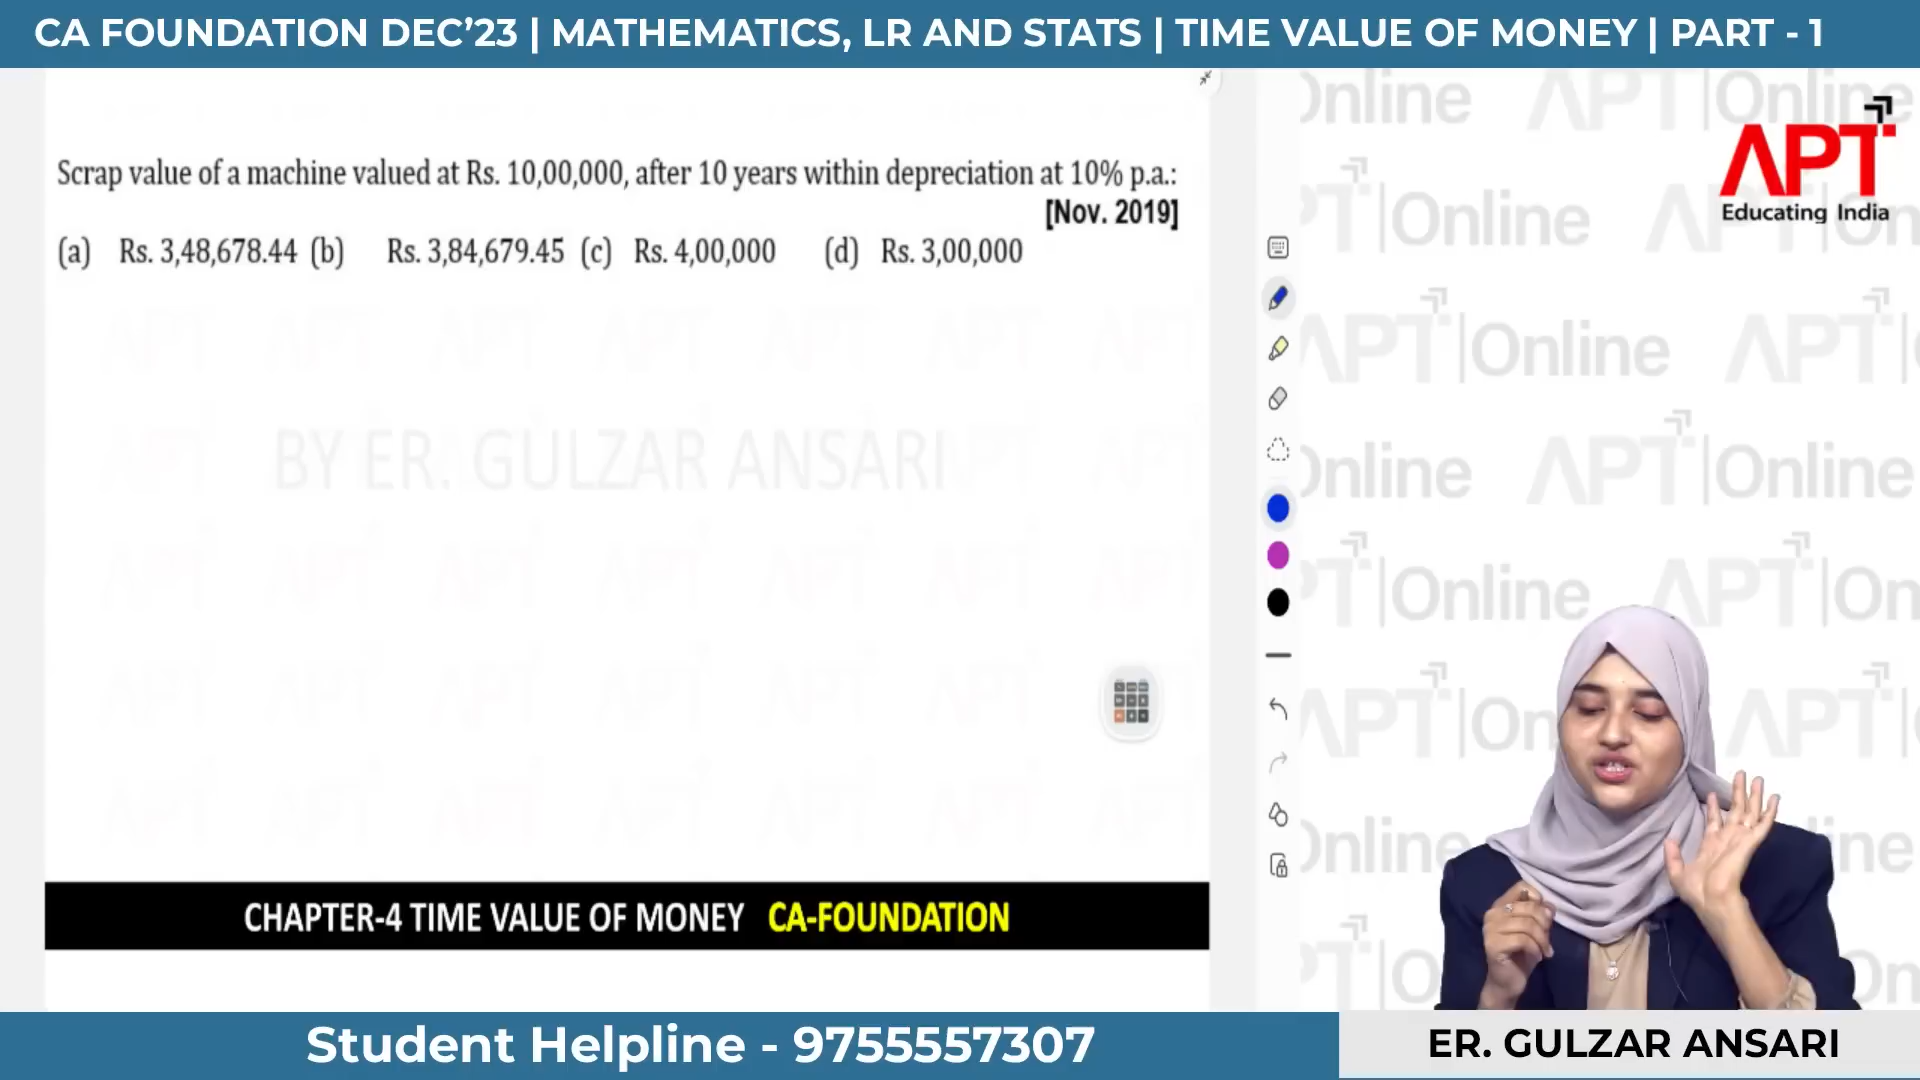 CA FOUNDATION DEC’23 | MATHEMATICS, LR AND STATS | TIME VALUE OF MONEY | PART - 1
Scrap value of a machine valued at Rs. 10,00,000, after 10 years within depreciation at 10% p.a.:
[Nov. 2019]
(a) Rs. 3,48,678.44 (b) Rs. 3,84,679.45 (c) Rs. 4,00,000 (d) Rs. 3,00,000
BY ER. GULZAR ANSARI
APT
Educating India
APT|Online
CHAPTER-4 TIME VALUE OF MONEY CA-FOUNDATION
Student Helpline - 9755557307
ER. GULZAR ANSARI